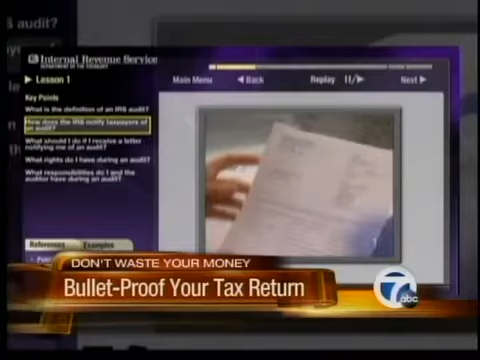 & audit?
Internal Revenue Service
DEPARTMENT OF THE TREASURY
Lesson 1
Main Menu
Back
Replay
Next
Key Points
What is the definition of an IRS audit?
How does the IRS notify taxpayers of
an audit?
What should I do if I receive a letter
notifying me of an audit?
What rights do I have during an audit?
What responsibilities do I and the
auditor have during an audit?
References
Examples
DON'T WASTE YOUR MONEY
Bullet-Proof Your Tax Return
7 abc